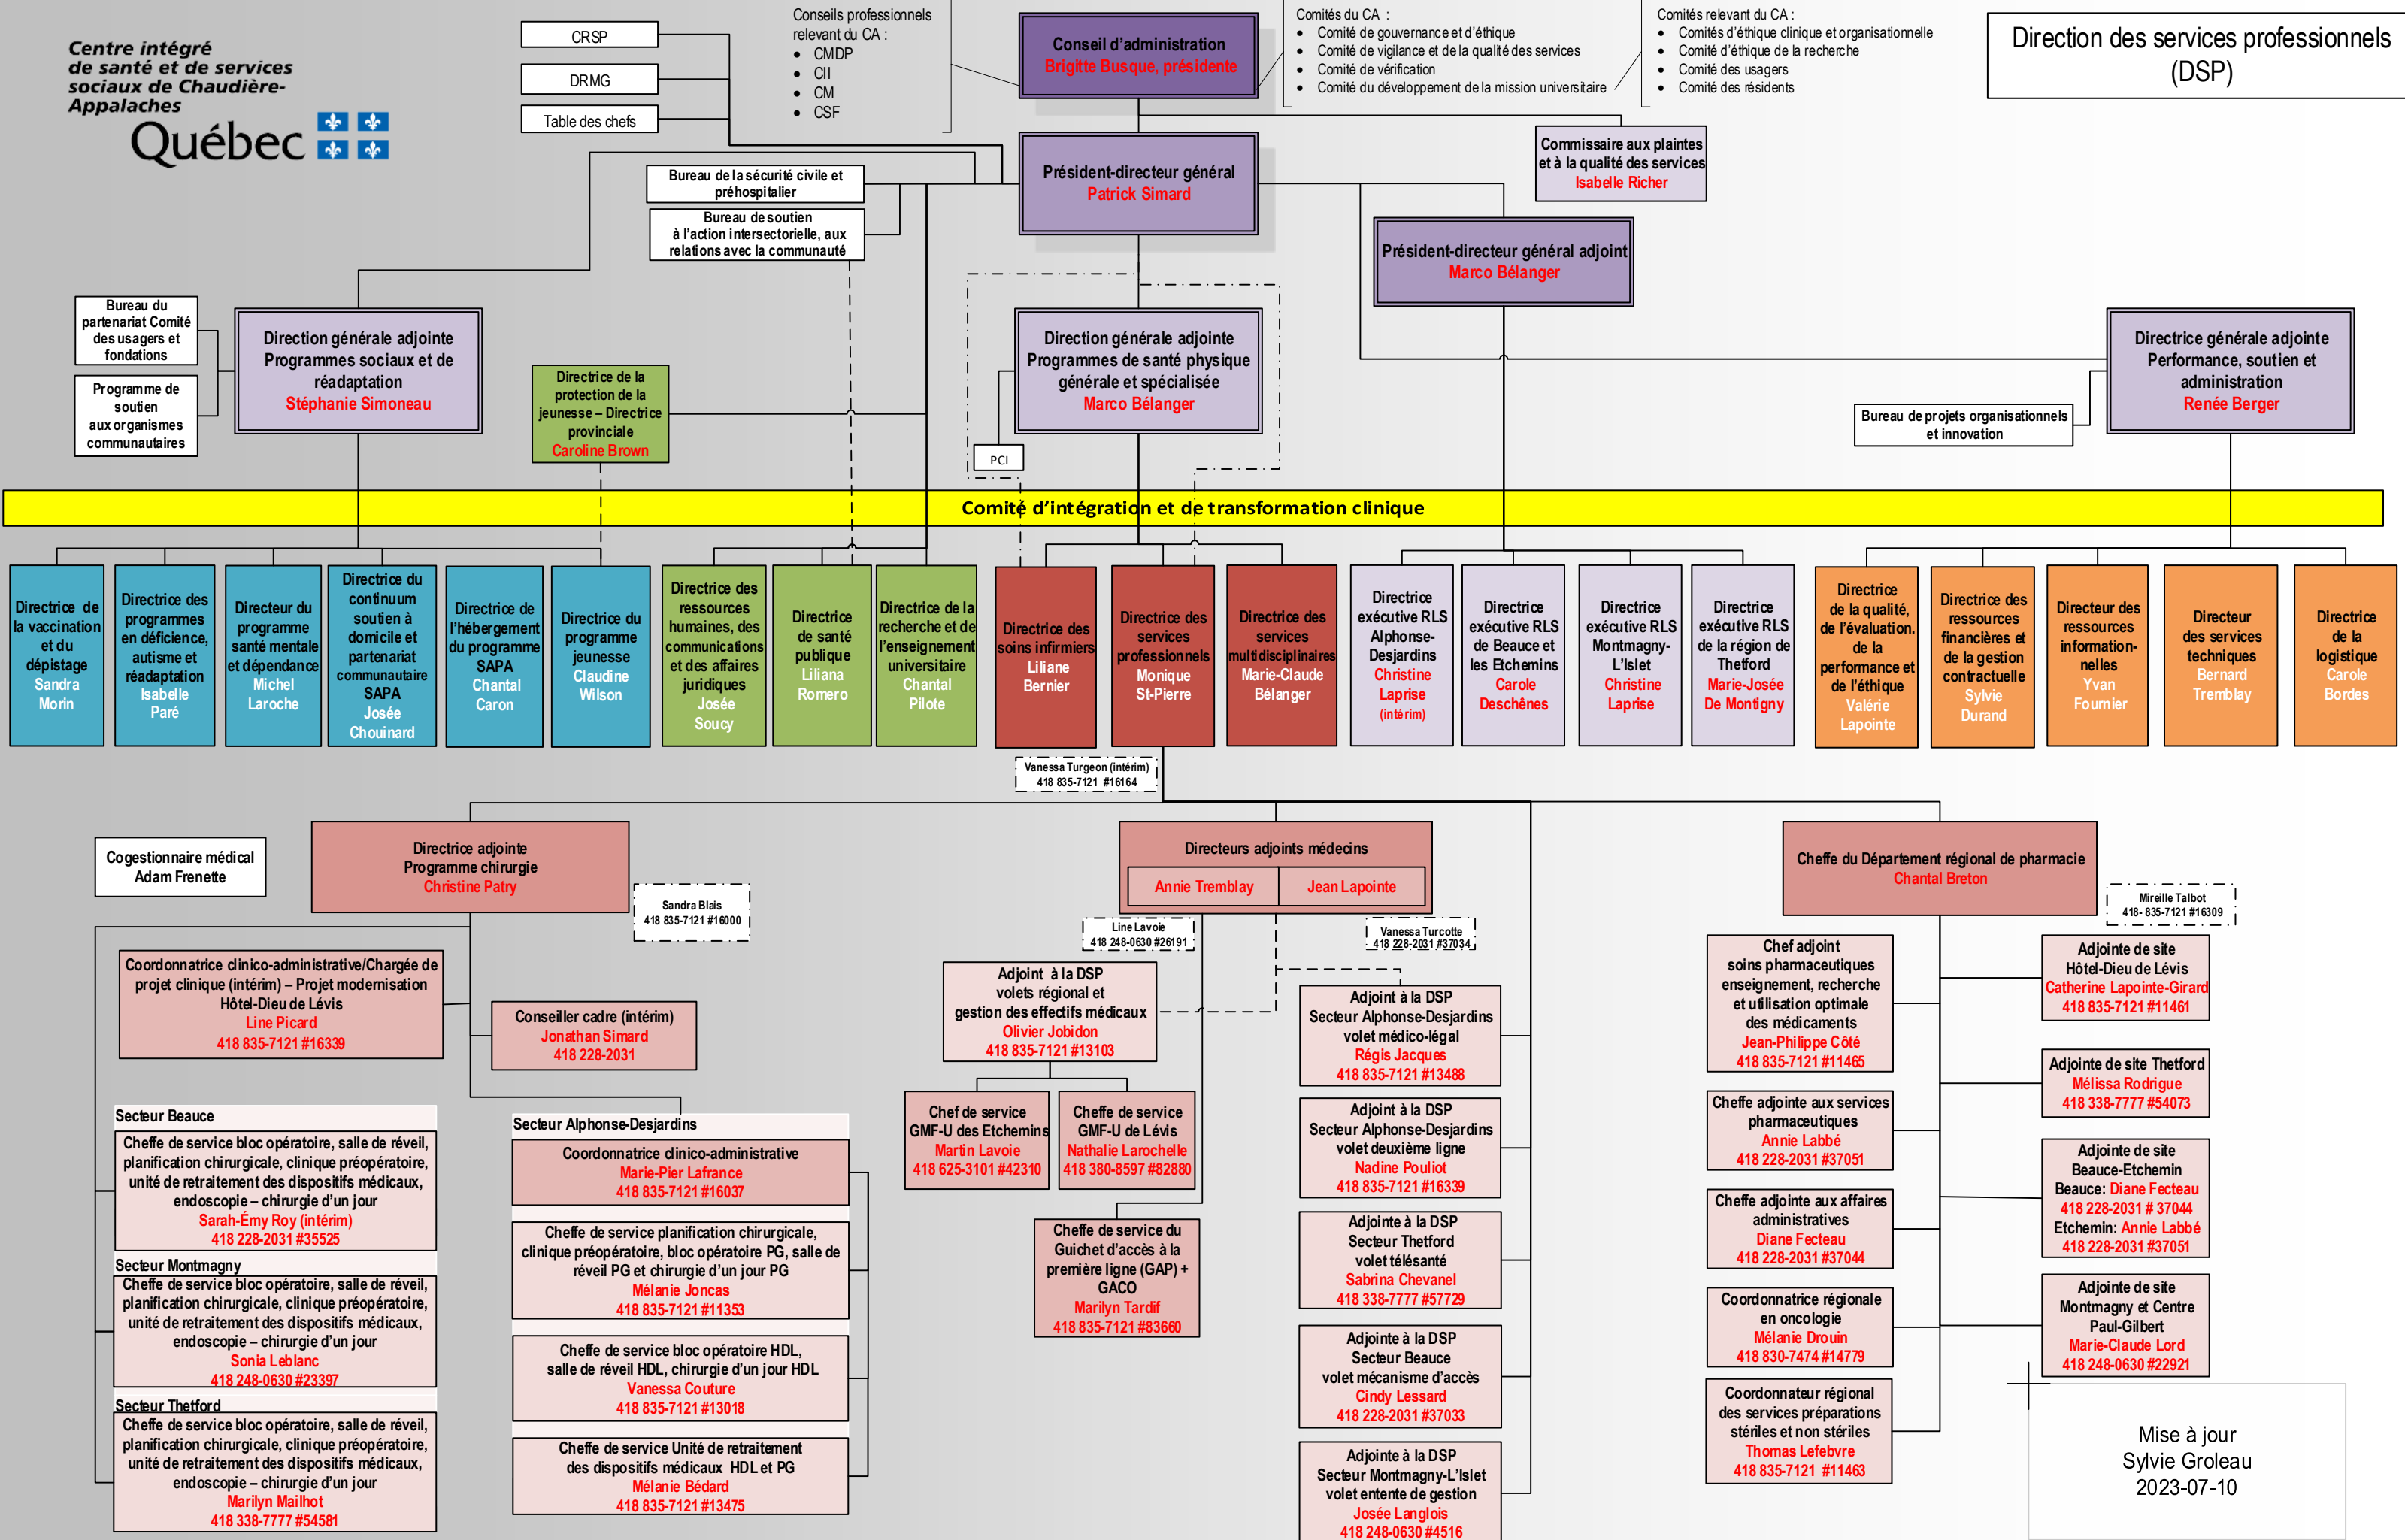 Centre intégré
de santé et de services
sociaux de Chaudière-
Appalaches
Québec
CRSP
DRMG
Table des chefs
Conseils professionnels
relevant du CA :
• CMDP
• CII
• CM
• CSF
Conseil d'administration
Brigitte Busque, présidente
Comités du CA :
• Comité de gouvernance et d'éthique
• Comité de vigilance et de la qualité des services
• Comité de vérification
• Comité du développement de la mission universitaire
Comités relevant du CA :
• Comités d'éthique clinique et organisationnelle
• Comité d'éthique de la recherche
• Comité des usagers
• Comité des résidents
Direction des services professionnels
(DSP)
Commissaire aux plaintes
et à la qualité des services
Isabelle Richer
Président-directeur général
Patrick Simard
Bureau de la sécurité civile et
préhospitalier
Bureau de soutien
à l'action intersectorielle, aux
relations avec la communauté
Président-directeur général adjoint
Marco Bélanger
Bureau du
partenariat Comité
des usagers et
fondations
Programme de
soutien
aux organismes
communautaires
Direction générale adjointe
Programmes sociaux et de
réadaptation
Stéphanie Simoneau
Directrice de la
protection de la
jeunesse – Directrice
provinciale
Caroline Brown
Direction générale adjointe
Programmes de santé physique
générale et spécialisée
Marco Bélanger
PCI
Directrice générale adjointe
Performance, soutien et
administration
Renée Berger
Bureau de projets organisationnels
et innovation
Comité d'intégration et de transformation clinique
Directrice de
la vaccination
et du
dépistage
Sandra
Morin
Directrice des
programmes
en déficience,
autisme et
réadaptation
Isabelle
Paré
Directeur du
programme
santé mentale
et dépendance
Michel
Laroche
Directrice du
continuum
soutien à
domicile et
partenariat
communautaire
SAPA
Josée
Chouinard
Directrice de
l'hébergement
du programme
SAPA
Chantal
Caron
Directrice du
programme
jeunesse
Claudine
Wilson
Directrice des
ressources
humaines, des
communications
et des affaires
juridiques
Josée
Soucy
Directrice
de santé
publique
Liliana
Romero
Directrice de la
recherche et de
l'enseignement
universitaire
Chantal
Pilote
Directrice des
soins infirmiers
Liliane
Bernier
Directrice des
services
professionnels
Monique
St-Pierre
Directrice des
services
multidisciplinaires
Marie-Claude
Bélanger
Directrice
exécutive RLS
Alphonse-
Desjardins
Christine
Laprise
(intérim)
Directrice
exécutive RLS
de Beauce et
les Etchemins
Carole
Deschênes
Directrice
exécutive RLS
Montmagny-
L'Islet
Christine
Laprise
Directrice
exécutive RLS
de la région de
Thetford
Marie-Josée
De Montigny
Directrice
de la qualité,
de l'évaluation.
de la
performance et
de l'éthique
Valérie
Lapointe
Directrice des
ressources
financières et
de la gestion
contractuelle
Sylvie
Durand
Directeur des
ressources
information-
nelles
Yvan
Fournier
Directeur
des services
techniques
Bernard
Tremblay
Directrice
de la
logistique
Carole
Bordes
Vanessa Turgeon (intérim)
418 835-7121 #16164
Cogestionnaire médical
Adam Frenette
Directrice adjointe
Programme chirurgie
Christine Patry
Sandra Blais
418 835-7121 #16000
Directeurs adjoints médecins
Annie Tremblay
Jean Lapointe
Line Lavoie
418 248-0630 #26191
Vanessa Turcotte
418 228-2031 #37034
Cheffe du Département régional de pharmacie
Chantal Breton
Mireille Talbot
418- 835-7121 #16309
Coordonnatrice clinico-administrative/Chargée de
projet clinique (intérim) – Projet modernisation
Hôtel-Dieu de Lévis
Line Picard
418 835-7121 #16339
Conseiller cadre (intérim)
Jonathan Simard
418 228-2031
Secteur Beauce
Cheffe de service bloc opératoire, salle de réveil,
planification chirurgicale, clinique préopératoire,
unité de retraitement des dispositifs médicaux,
endoscopie – chirurgie d'un jour
Sarah-Émy Roy (intérim)
418 228-2031 #35525
Secteur Montmagny
Cheffe de service bloc opératoire, salle de réveil,
planification chirurgicale, clinique préopératoire,
unité de retraitement des dispositifs médicaux,
endoscopie – chirurgie d'un jour
Sonia Leblanc
418 248-0630 #23397
Secteur Thetford
Cheffe de service bloc opératoire, salle de réveil,
planification chirurgicale, clinique préopératoire,
unité de retraitement des dispositifs médicaux,
endoscopie – chirurgie d'un jour
Marilyn Mailhot
418 338-7777 #54581
Secteur Alphonse-Desjardins
Coordonnatrice clinico-administrative
Marie-Pier Lafrance
418 835-7121 #16037
Cheffe de service planification chirurgicale,
clinique préopératoire, bloc opératoire PG, salle de
réveil PG et chirurgie d'un jour PG
Mélanie Joncas
418 835-7121 #11353
Cheffe de service bloc opératoire HDL,
salle de réveil HDL, chirurgie d'un jour HDL
Vanessa Couture
418 835-7121 #13018
Cheffe de service Unité de retraitement
des dispositifs médicaux HDL et PG
Mélanie Bédard
418 835-7121 #13475
Adjoint à la DSP
volets régional et
gestion des effectifs médicaux
Olivier Jobidon
418 835-7121 #13103
Chef de service
GMF-U des Etchemins
Martin Lavoie
418 625-3101 #42310
Cheffe de service
GMF-U de Lévis
Nathalie Larochelle
418 380-8597 #82880
Cheffe de service du
Guichet d'accès à la
première ligne (GAP) +
GACO
Marilyn Tardif
418 835-7121 #83660
Adjoint à la DSP
Secteur Alphonse-Desjardins
volet médico-légal
Régis Jacques
418 835-7121 #13488
Adjoint à la DSP
Secteur Alphonse-Desjardins
volet deuxième ligne
Nadine Pouliot
418 835-7121 #16339
Adjointe à la DSP
Secteur Thetford
volet télésanté
Sabrina Chevanel
418 338-7777 #57729
Adjointe à la DSP
Secteur Beauce
volet mécanisme d'accès
Cindy Lessard
418 228-2031 #37033
Adjointe à la DSP
Secteur Montmagny-L'Islet
volet entente de gestion
Josée Langlois
418 248-0630 #4516
Chef adjoint
soins pharmaceutiques
enseignement, recherche
et utilisation optimale
des médicaments
Jean-Philippe Côté
418 835-7121 #11465
Cheffe adjointe aux services
pharmaceutiques
Annie Labbé
418 228-2031 #37051
Cheffe adjointe aux affaires
administratives
Diane Fecteau
418 228-2031 #37044
Coordonnatrice régionale
en oncologie
Mélanie Drouin
418 830-7474 #14779
Coordonnateur régional
des services préparations
stériles et non stériles
Thomas Lefebvre
418 835-7121 #11463
Adjointe de site
Hôtel-Dieu de Lévis
Catherine Lapointe-Girard
418 835-7121 #11461
Adjointe de site Thetford
Mélissa Rodrigue
418 338-7777 #54073
Adjointe de site
Beauce-Etchemin
Beauce: Diane Fecteau
418 228-2031 # 37044
Etchemin: Annie Labbé
418 228-2031 #37051
Adjointe de site
Montmagny et Centre
Paul-Gilbert
Marie-Claude Lord
418 248-0630 #22921
Mise à jour
Sylvie Groleau
2023-07-10